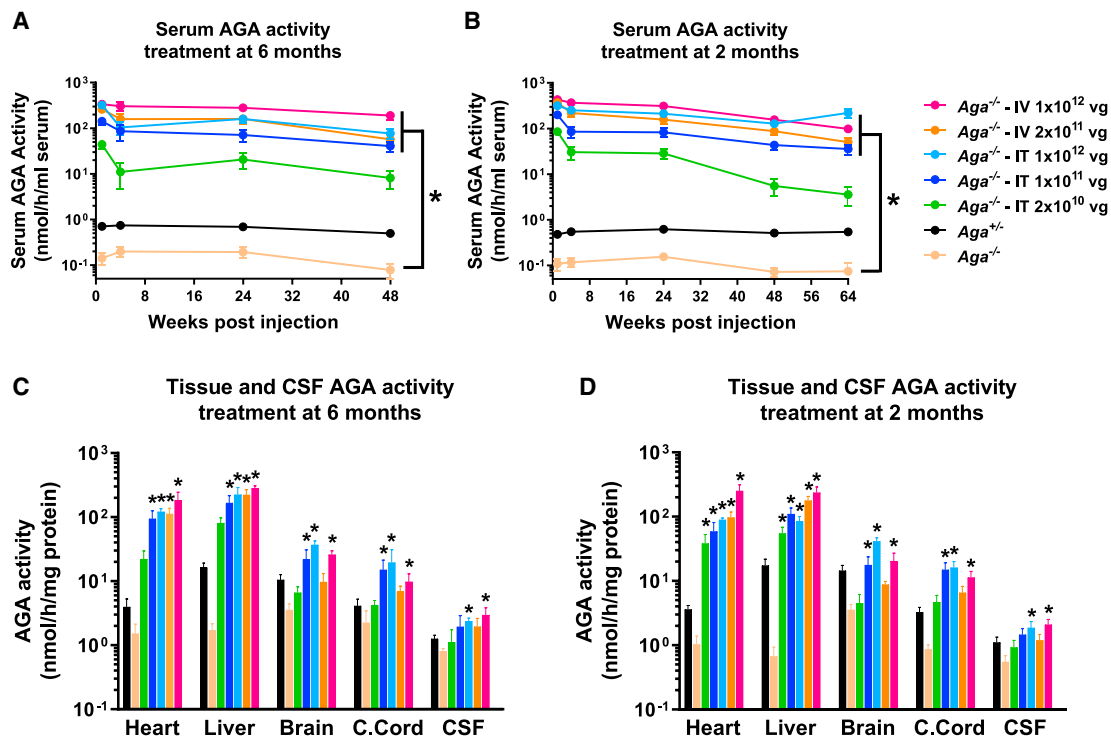 A
Serum AGA activity
treatment at 6 months
Serum AGA Activity
(nmol/h/ml serum)
10³
10²
10¹
10⁰
10⁻¹
0 8 16 24 32 40 48
Weeks post injection
*
B
Serum AGA activity
treatment at 2 months
Serum AGA Activity
(nmol/h/ml serum)
10³
10²
10¹
10⁰
10⁻¹
0 8 16 24 32 40 48 56 64
Weeks post injection
*
Aga⁻/⁻ - IV 1x10¹² vg
Aga⁻/⁻ - IV 2x10¹¹ vg
Aga⁻/⁻ - IT 1x10¹² vg
Aga⁻/⁻ - IT 1x10¹¹ vg
Aga⁻/⁻ - IT 2x10¹⁰ vg
Aga⁺/⁻
Aga⁻/⁻
C
Tissue and CSF AGA activity
treatment at 6 months
AGA activity
(nmol/h/mg protein)
10³
10²
10¹
10⁰
10⁻¹
* * * * * * * * * * * * * * * *
Heart Liver Brain C.Cord CSF
D
Tissue and CSF AGA activity
treatment at 2 months
AGA activity
(nmol/h/mg protein)
10³
10²
10¹
10⁰
10⁻¹
* * * * * * * * * * * * * * * * * *
Heart Liver Brain C.Cord CSF